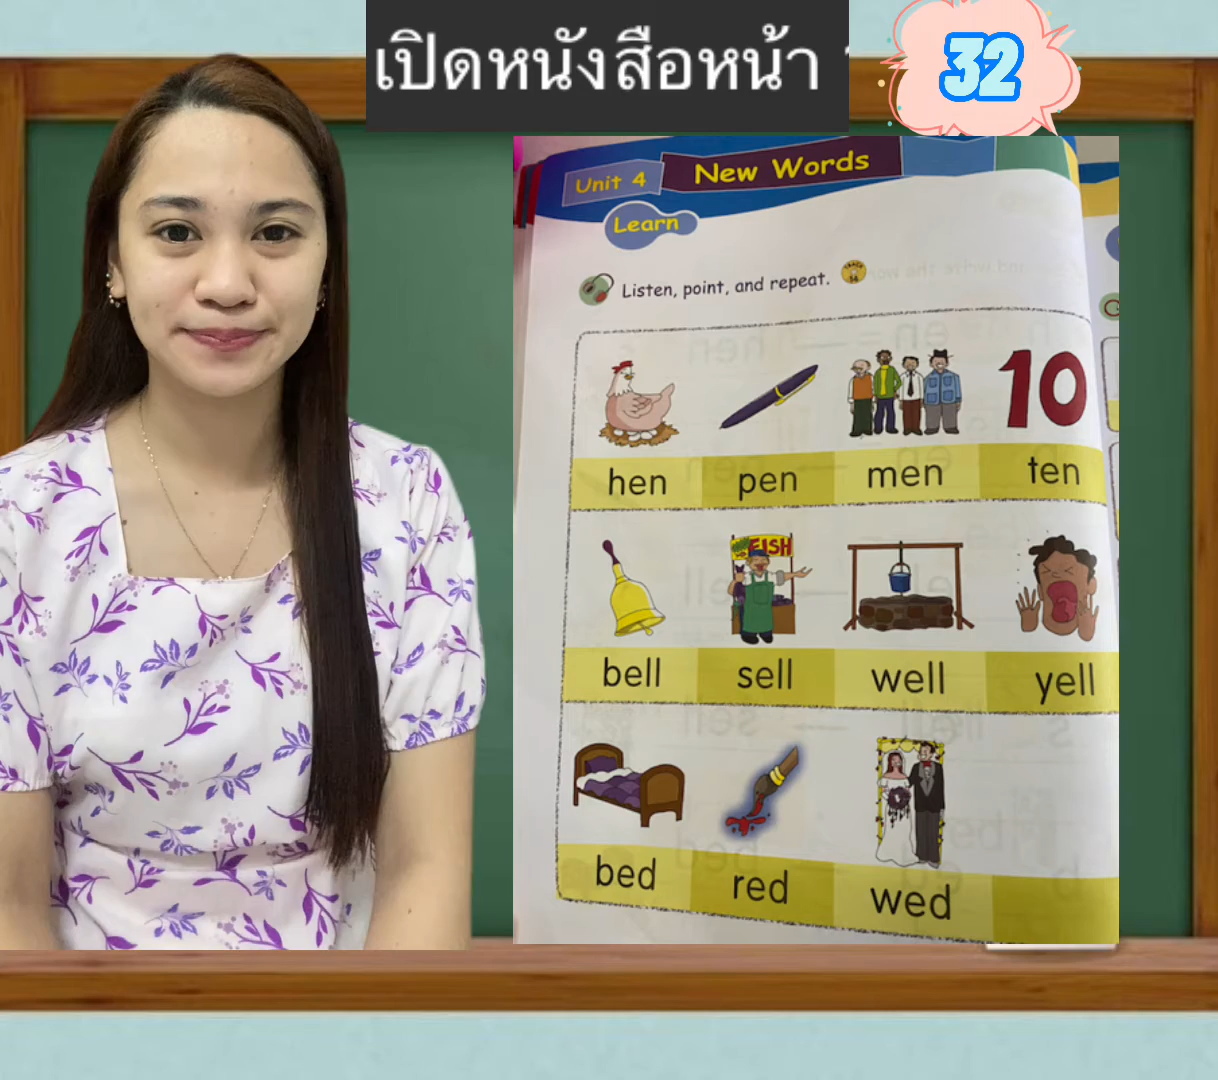 เปิดหนังสือหน้า
32
Unit 4 New Words
Learn
Listen, point, and repeat.
10
hen pen men ten
FISH
bell sell well yell
bed red wed